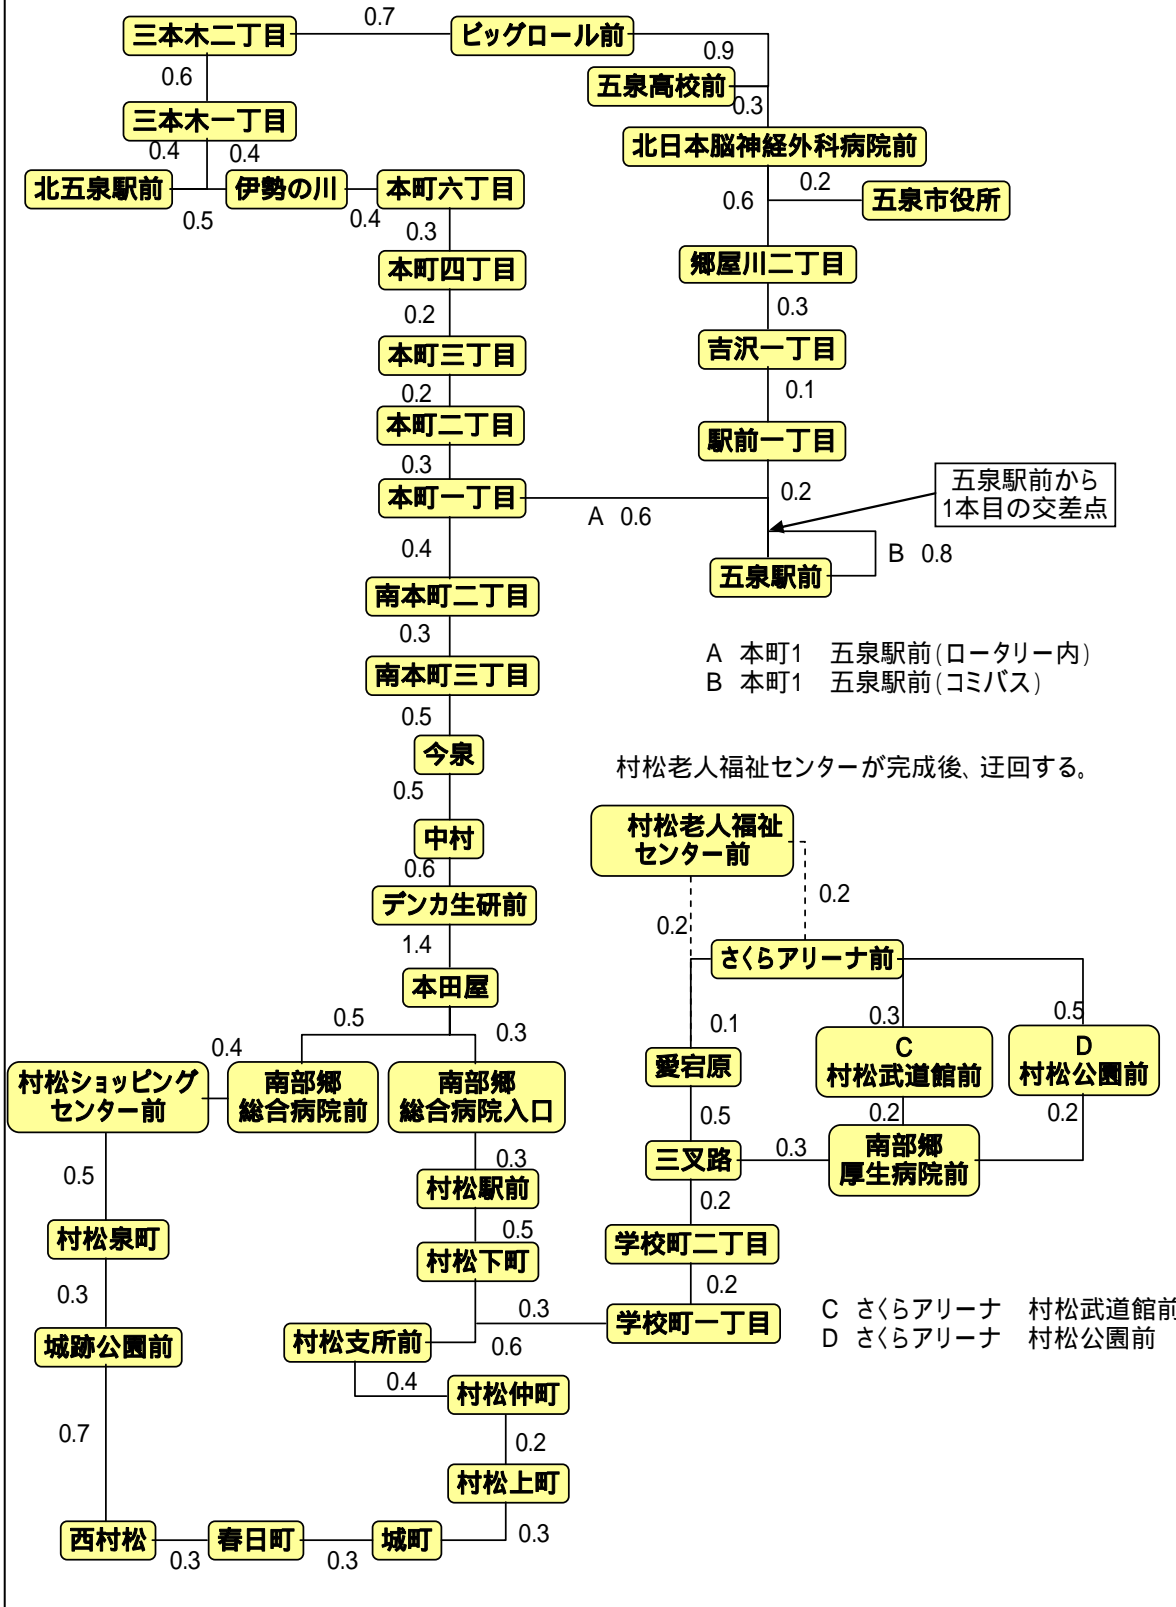 三本木二丁目
0.7
ビッグロール前
0.9
0.6
五泉高校前
0.3
三本木一丁目
北日本脳神経外科病院前
0.4
0.4
北五泉駅前
伊勢の川
本町六丁目
0.2
五泉市役所
0.5
0.4
0.6
0.3
本町四丁目
郷屋川二丁目
0.2
0.3
本町三丁目
吉沢一丁目
0.2
0.1
本町二丁目
駅前一丁目
0.3
五泉駅前から
1本目の交差点
本町一丁目
0.2
A 0.6
0.4
B 0.8
五泉駅前
南本町二丁目
0.3
A 本町1 五泉駅前(ロータリー内)
B 本町1 五泉駅前(コミバス)
南本町三丁目
0.5
今泉
村松老人福祉センターが完成後、迂回する。
0.5
中村
村松老人福祉
センター前
0.6
デンカ生研前
0.2
0.2
1.4
さくらアリーナ前
本田屋
0.5
0.3
0.1
0.3
0.5
0.4
村松ショッピング
センター前
南部郷
総合病院前
南部郷
総合病院入口
愛宕原
C
村松武道館前
D
村松公園前
0.5
0.2
0.2
0.3
三叉路
0.3
南部郷
厚生病院前
0.5
村松駅前
0.2
村松泉町
0.5
学校町二丁目
村松下町
0.3
0.2
0.3
学校町一丁目
C さくらアリーナ 村松武道館前
D さくらアリーナ 村松公園前
城跡公園前
村松支所前
0.6
0.4
村松仲町
0.7
0.2
村松上町
西村松
春日町
城町
0.3
0.3
0.3